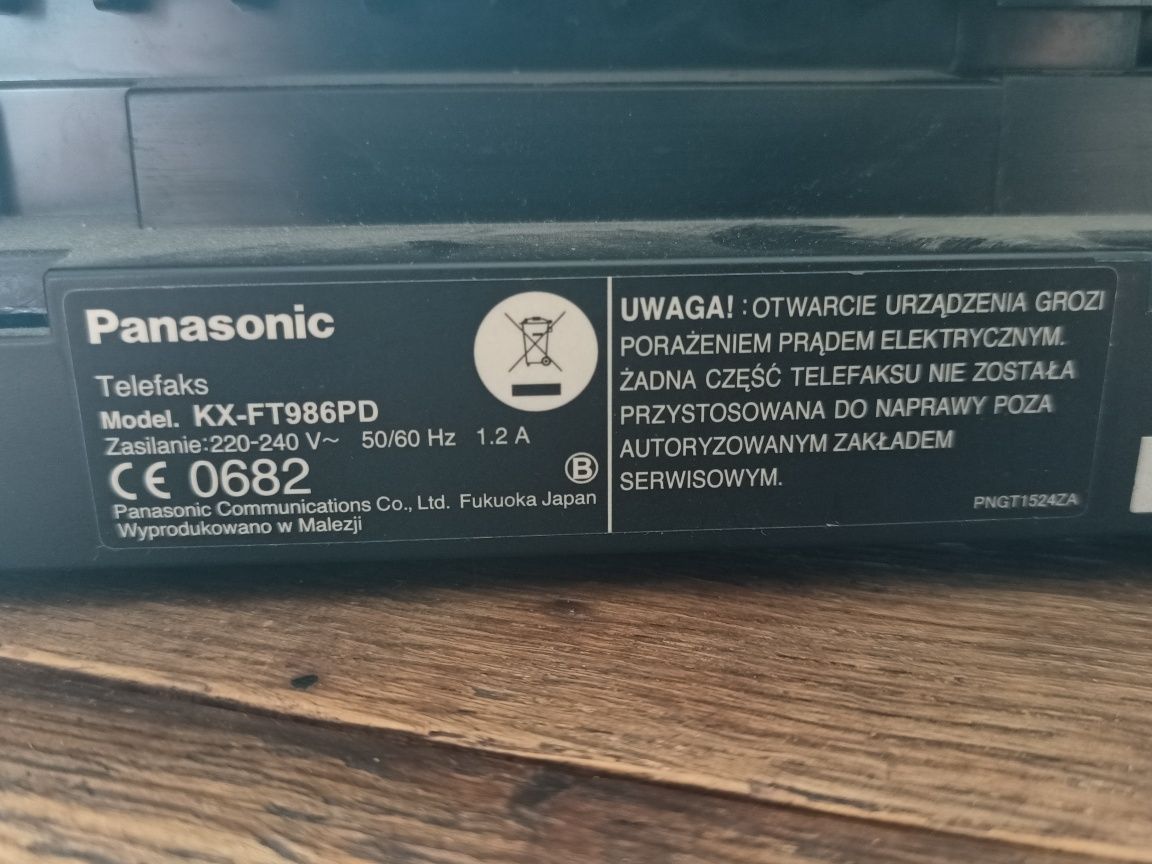 Panasonic
Telefaks
Model. KX-FT986PD
Zasilanie:220-240 V~ 50/60 Hz 1.2 A
CE 0682
B
Panasonic Communications Co., Ltd. Fukuoka Japan
Wyprodukowano w Malezji
UWAGA! : OTWARCIE URZĄDZENIA GROZI
PORAŻENIEM PRĄDEM ELEKTRYCZNYM.
ŻADNA CZĘŚĆ TELEFAKSU NIE ZOSTAŁA
PRZYSTOSOWANA DO NAPRAWY POZA
AUTORYZOWANYM ZAKŁADEM
SERWISOWYM.
PNGT1524ZA